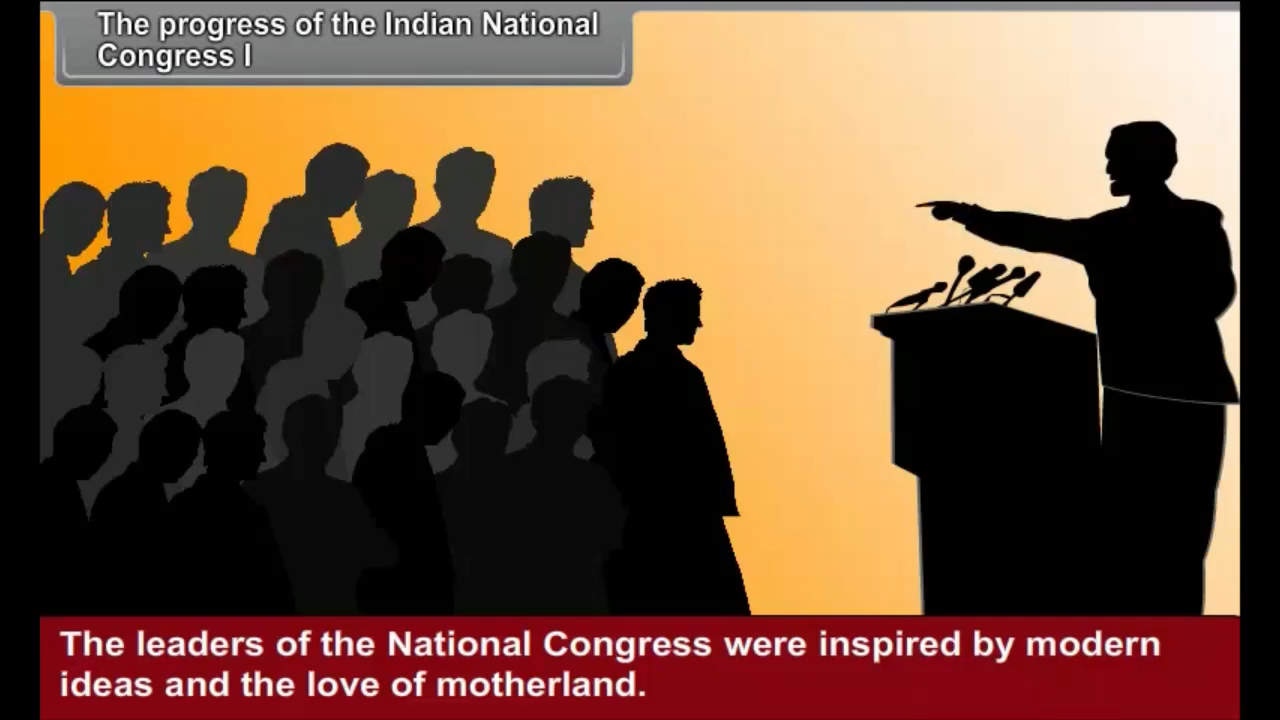 The progress of the Indian National
Congress I
The leaders of the National Congress were inspired by modern
ideas and the love of motherland.